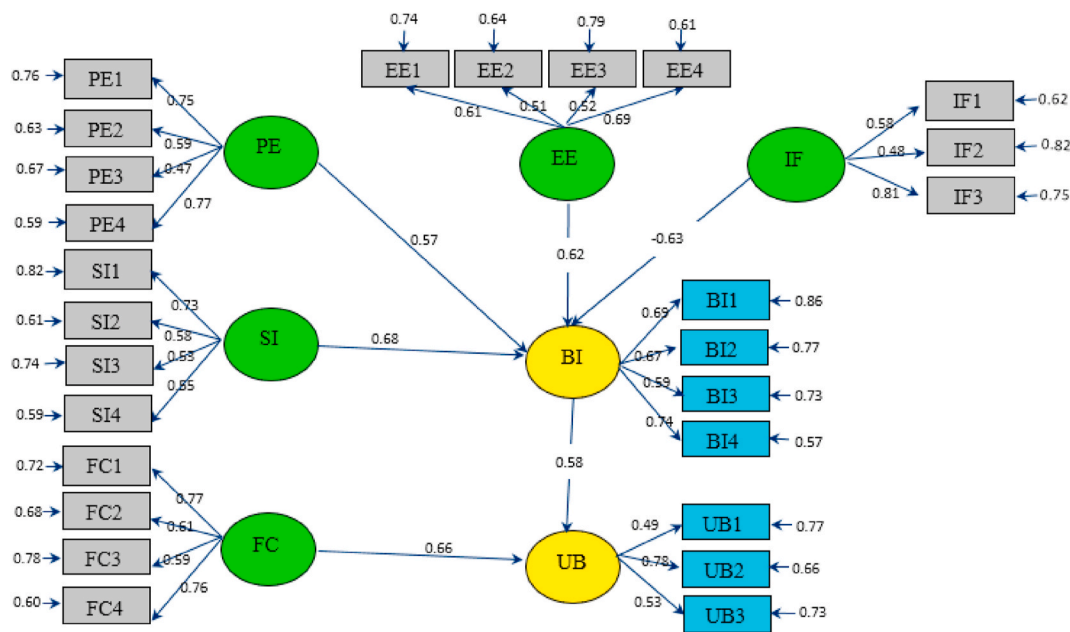 0.74 0.64 0.79 0.61
EE1 EE2 EE3 EE4
0.61 0.51 0.52 0.69
EE
0.76 PE1 0.75
0.63 PE2 0.59
0.67 PE3 0.47
0.59 PE4 0.77
PE
IF
0.58 IF1 0.62
0.48 IF2 0.82
0.81 IF3 0.75
0.57
0.62
-0.63
0.82 SI1 0.73
0.61 SI2 0.58
0.74 SI3 0.53
0.59 SI4 0.55
SI
0.68
BI
0.69 BI1 0.86
0.67 BI2 0.77
0.59 BI3 0.73
0.74 BI4 0.57
0.58
0.72 FC1 0.77
0.68 FC2 0.61
0.78 FC3 0.59
0.60 FC4 0.76
FC
0.66
UB
0.49 UB1 0.77
0.78 UB2 0.66
0.53 UB3 0.73